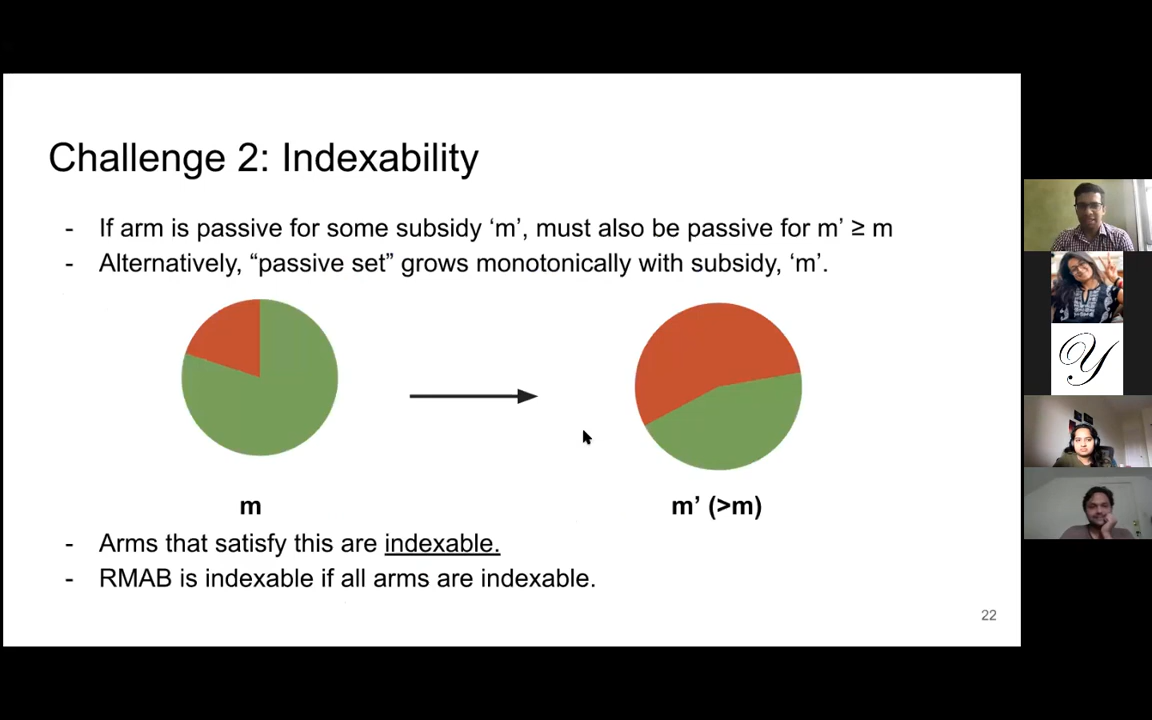 Challenge 2: Indexability
- If arm is passive for some subsidy ‘m’, must also be passive for m’ ≥ m
- Alternatively, “passive set” grows monotonically with subsidy, ‘m’.
m
m’ (>m)
- Arms that satisfy this are indexable.
- RMAB is indexable if all arms are indexable.
22
Y